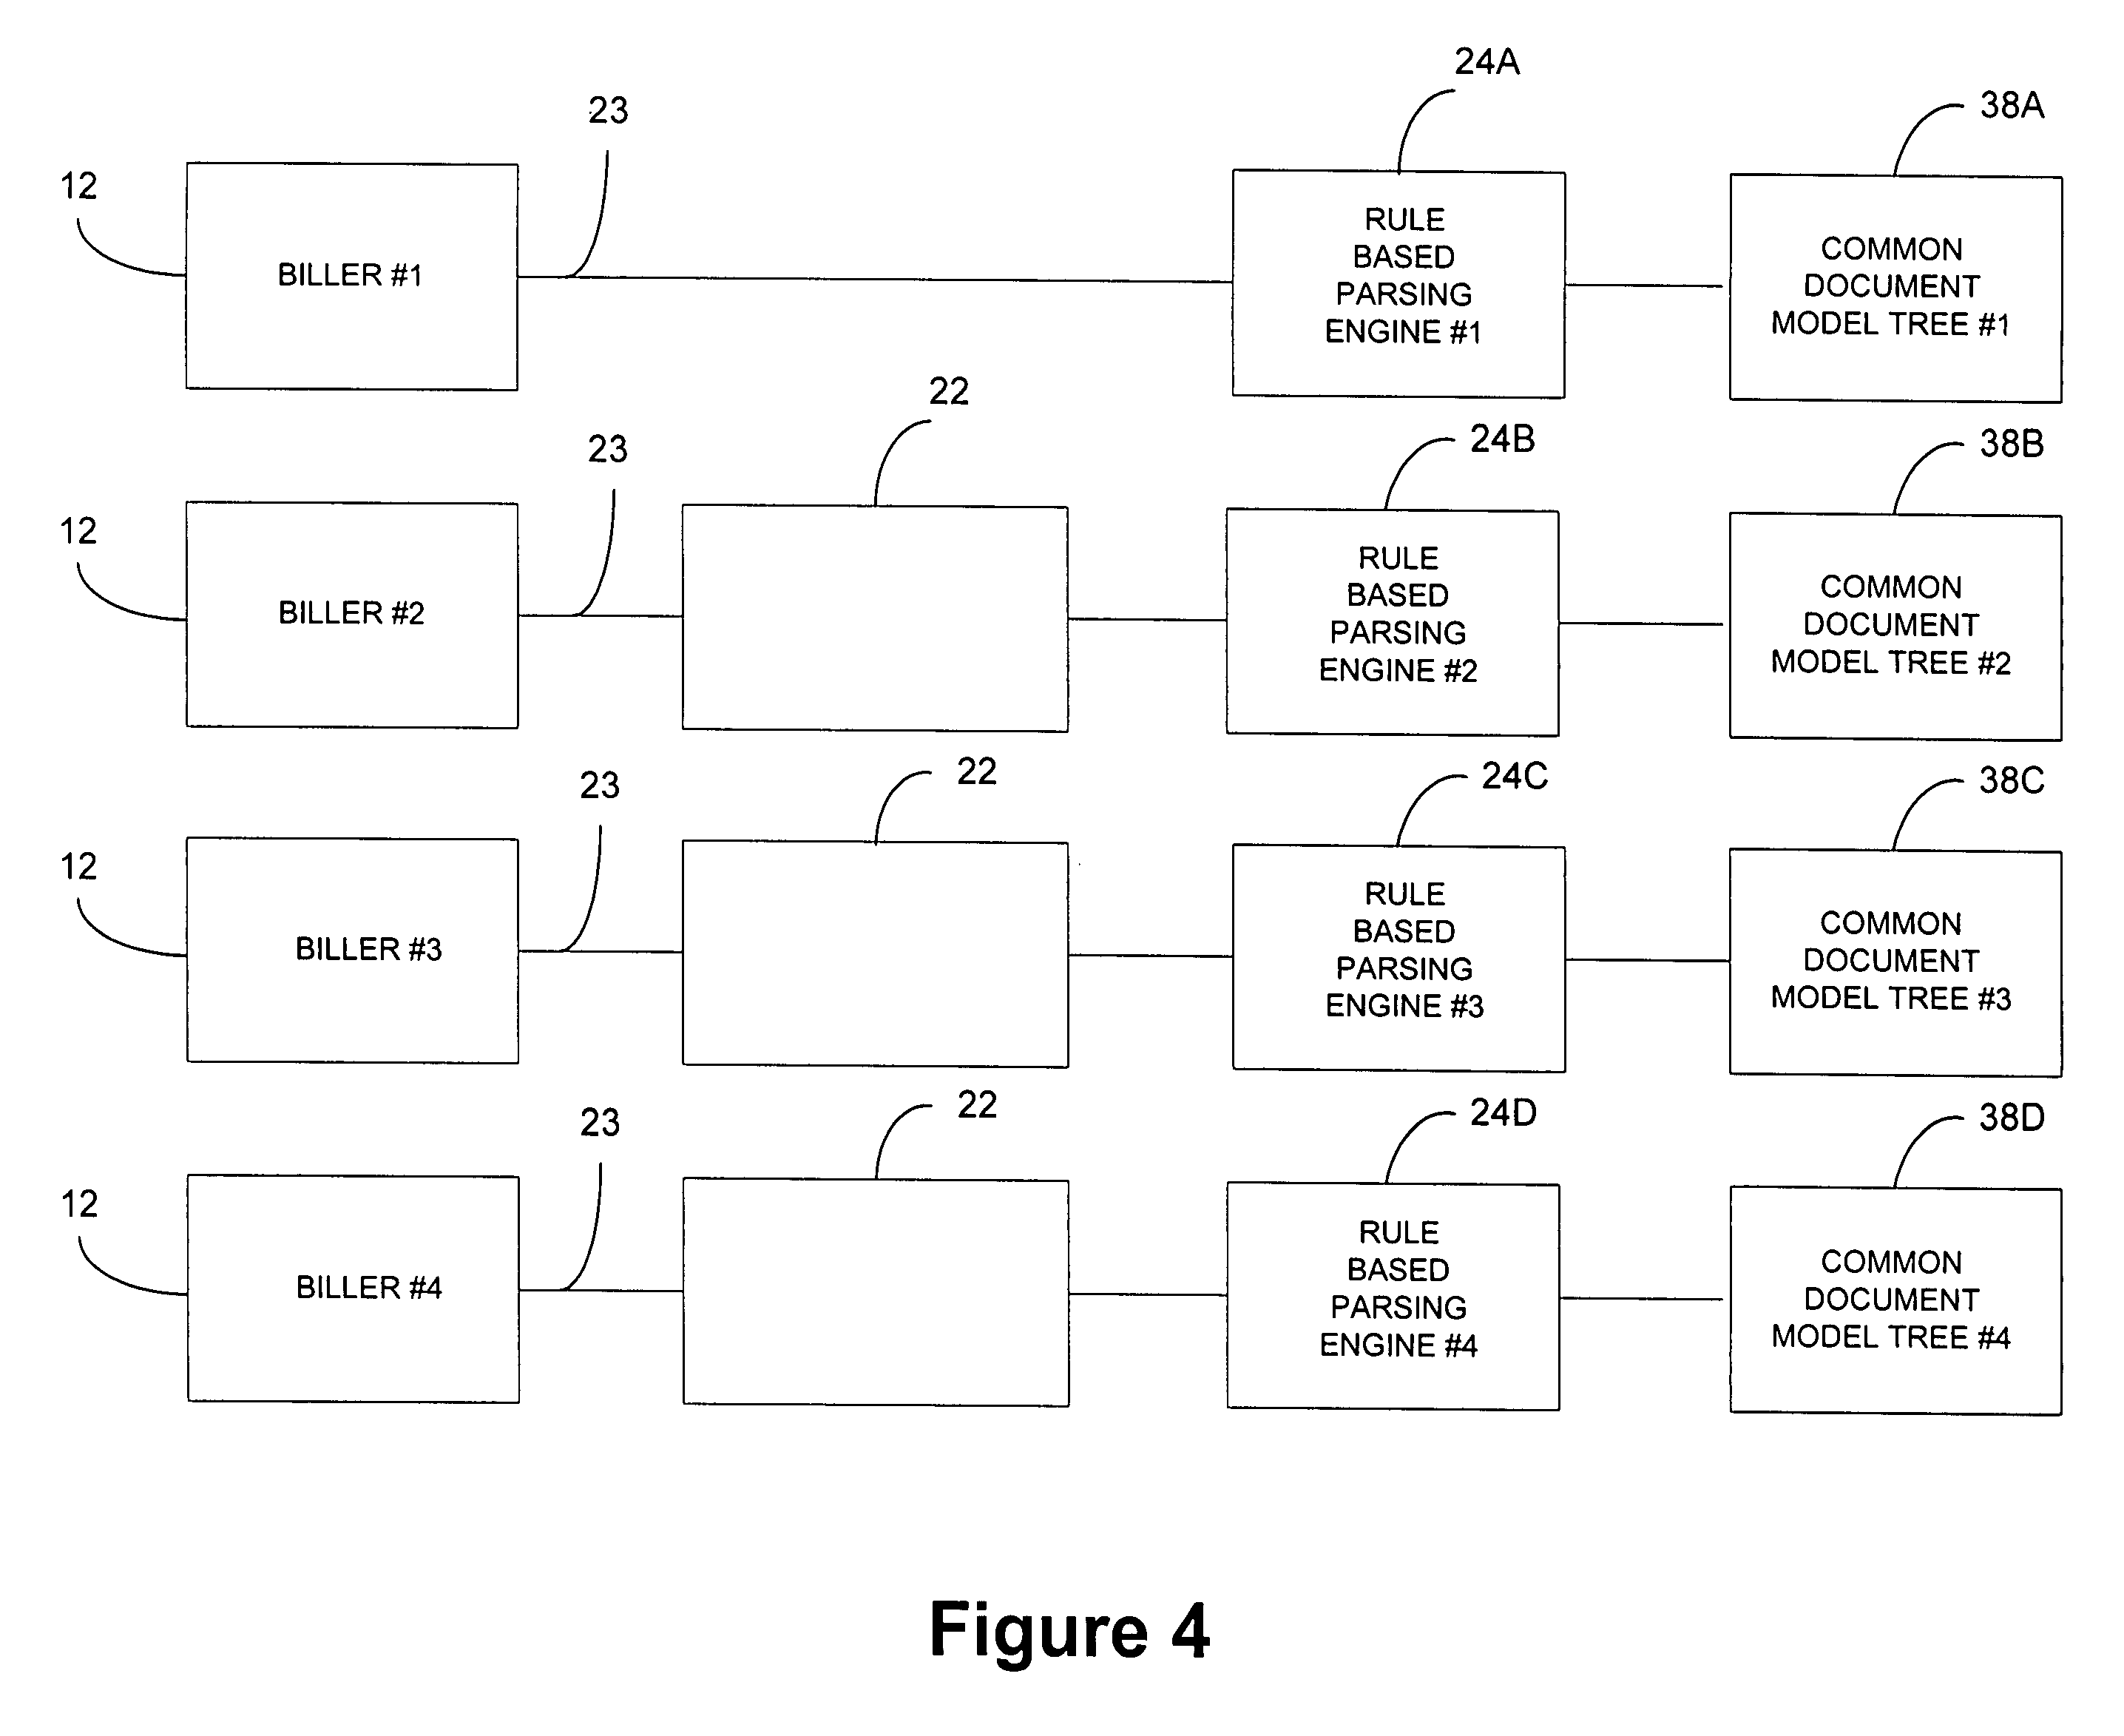 24A
23
38A
12
BILLER #1
RULE
BASED
PARSING
ENGINE #1
COMMON
DOCUMENT
MODEL TREE #1
22
23
24B
38B
12
BILLER #2
RULE
BASED
PARSING
ENGINE #2
COMMON
DOCUMENT
MODEL TREE #2
23
22
24C
38C
12
BILLER #3
RULE
BASED
PARSING
ENGINE #3
COMMON
DOCUMENT
MODEL TREE #3
23
22
24D
38D
12
BILLER #4
RULE
BASED
PARSING
ENGINE #4
COMMON
DOCUMENT
MODEL TREE #4
Figure 4